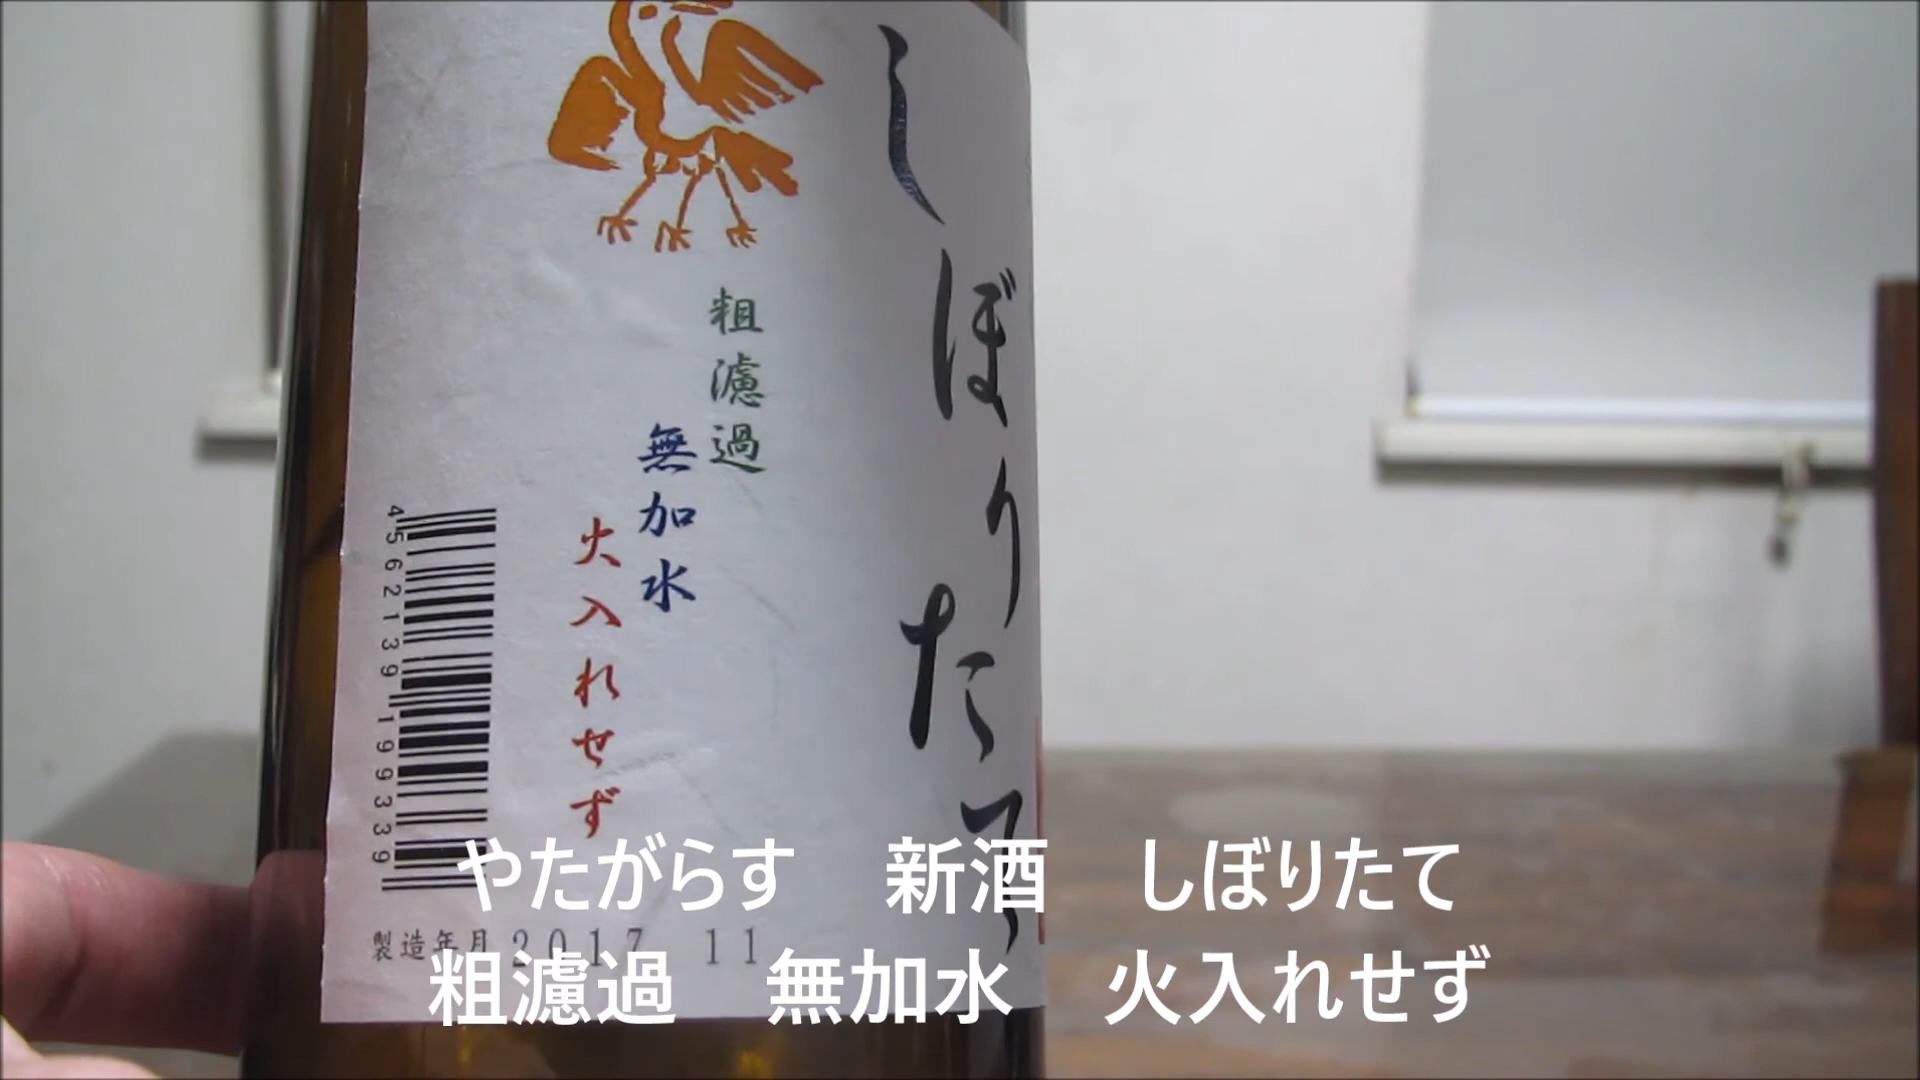 しぼりたて
粗濾過
無加水
火入れせず
4562139199339
製造年月 2017 11
やたがらす 新酒 しぼりたて
粗濾過 無加水 火入れせず